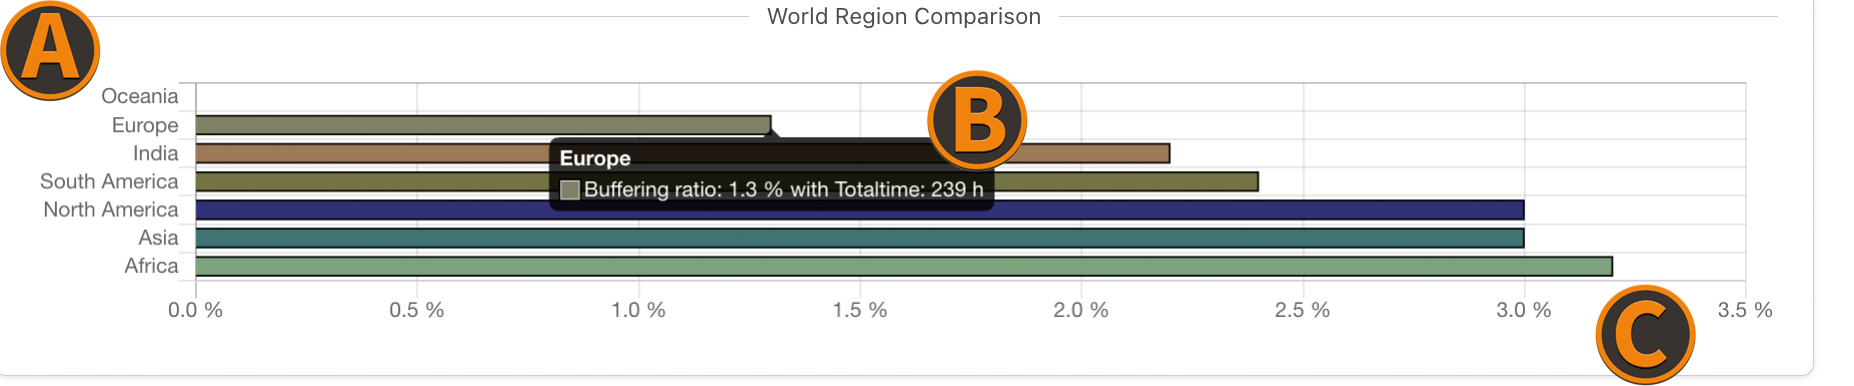 World Region Comparison
A
Oceania
B
Europe
India
Europe
South America
Buffering ratio: 1.3 % with Totaltime: 239 h
North America
Asia
Africa
0.0 % 0.5 % 1.0 % 1.5 % 2.0 % 2.5 % 3.0 % 3.5 %
C